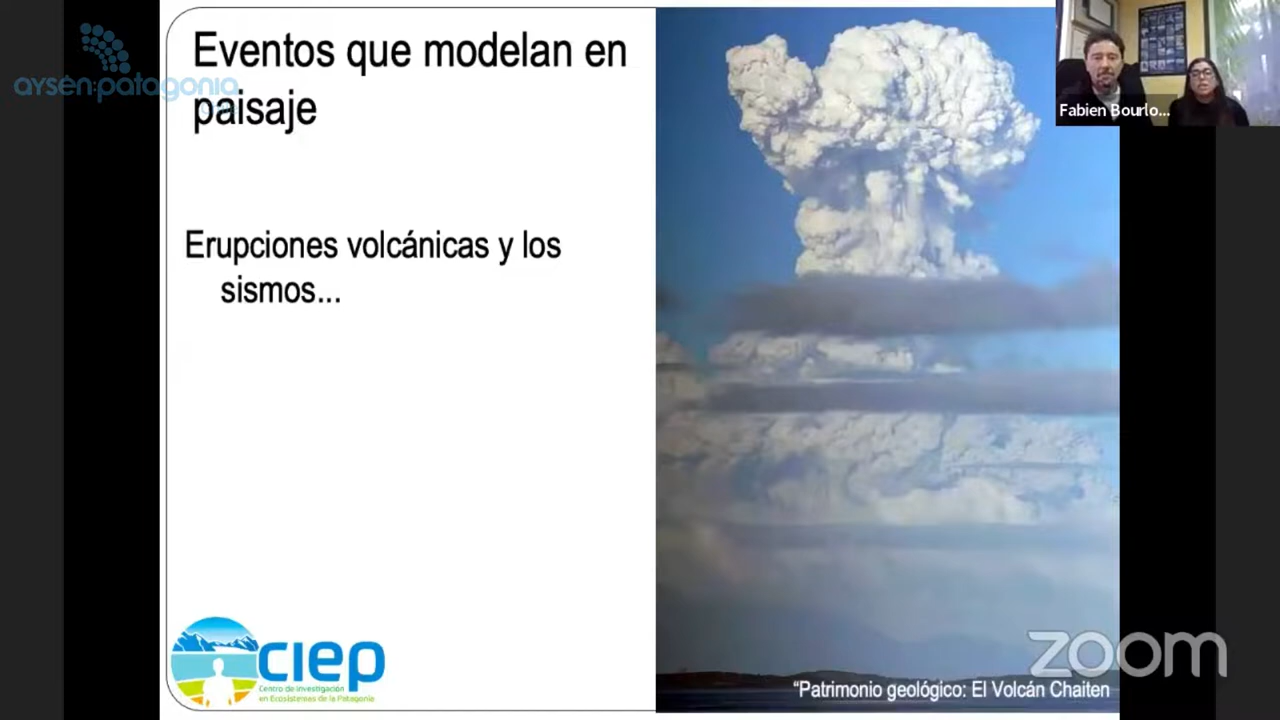 Eventos que modelan en
paisaje
aysén:patagonia
Fabien Bourlo...
Erupciones volcánicas y los
sismos...
CIEP
Centro de Investigación
en Ecosistemas de la Patagonia
zoom
“Patrimonio geológico: El Volcán Chaiten